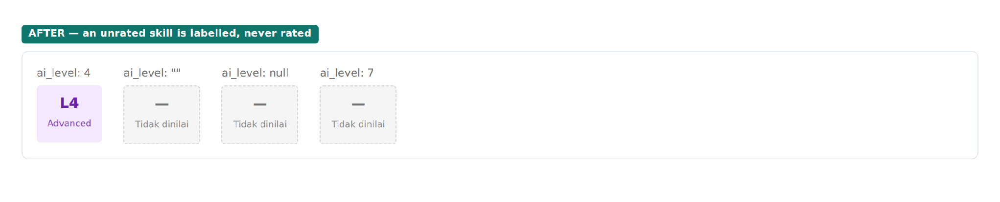 AFTER — an unrated skill is labelled, never rated
ai_level: 4
ai_level: ""
ai_level: null
ai_level: 7
L4
—
—
—
Advanced
Tidak dinilai
Tidak dinilai
Tidak dinilai